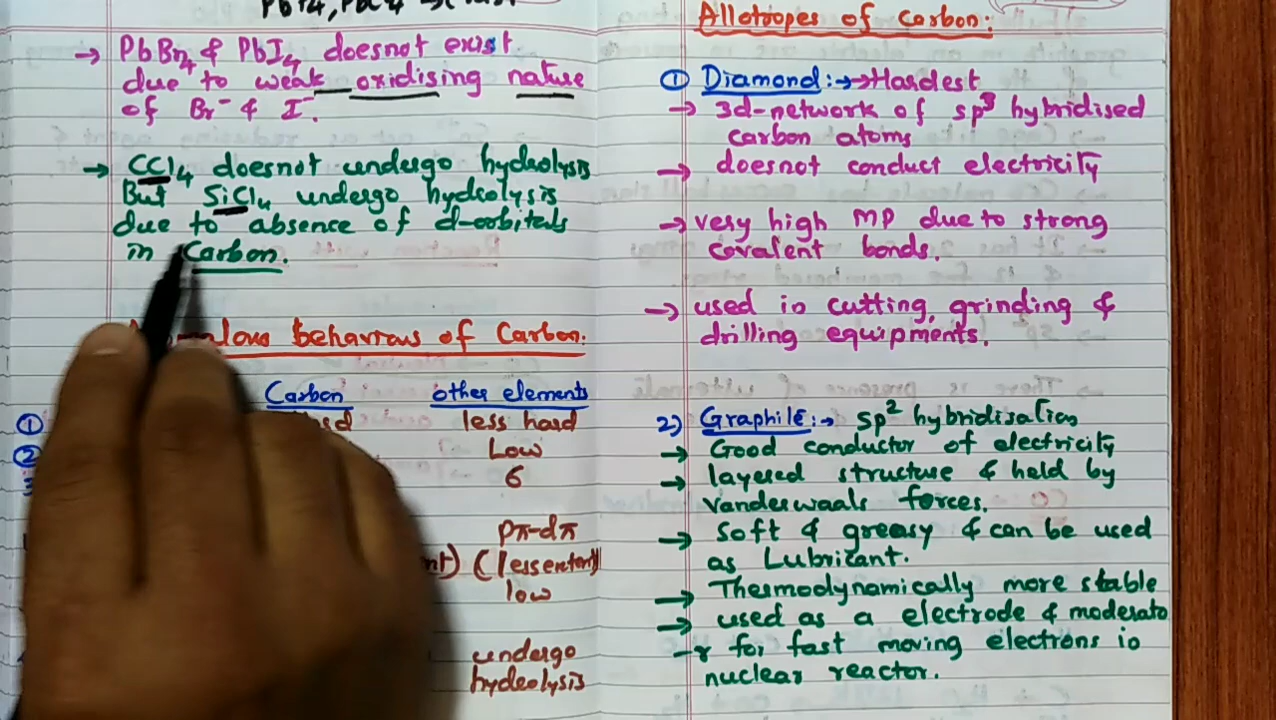 → PbBr4 & PbI4 doesnot exist
due to weak oxidising nature
of Br⁻ & I⁻.
→ CCl4 doesnot undergo hydrolysis
But SiCl4 undergo hydrolysis
due to absence of d-orbitals
in Carbon.
behaviours of Carbon.
Carbon other elements
① less hard
② Low
6
pπ-dπ
(less extent)
low
undergo
hydrolysis
Allotropes of carbon:
① Diamond:→→Hardest
→ 3d-network of sp³ hybridised
carbon atoms
→ doesnot conduct electricity
→ very high MP due to strong
covalent bonds.
→ used in cutting, grinding &
drilling equipments.
2) Graphite:→ sp² hybridisation
→ Good conductor of electricity
→ layered structure & held by
vanderwaals forces.
→ Soft & greasy & can be used
as Lubricant.
→ Thermodynamically more stable
→ used as a electrode & moderato
-r for fast moving electrons in
nuclear reactor.